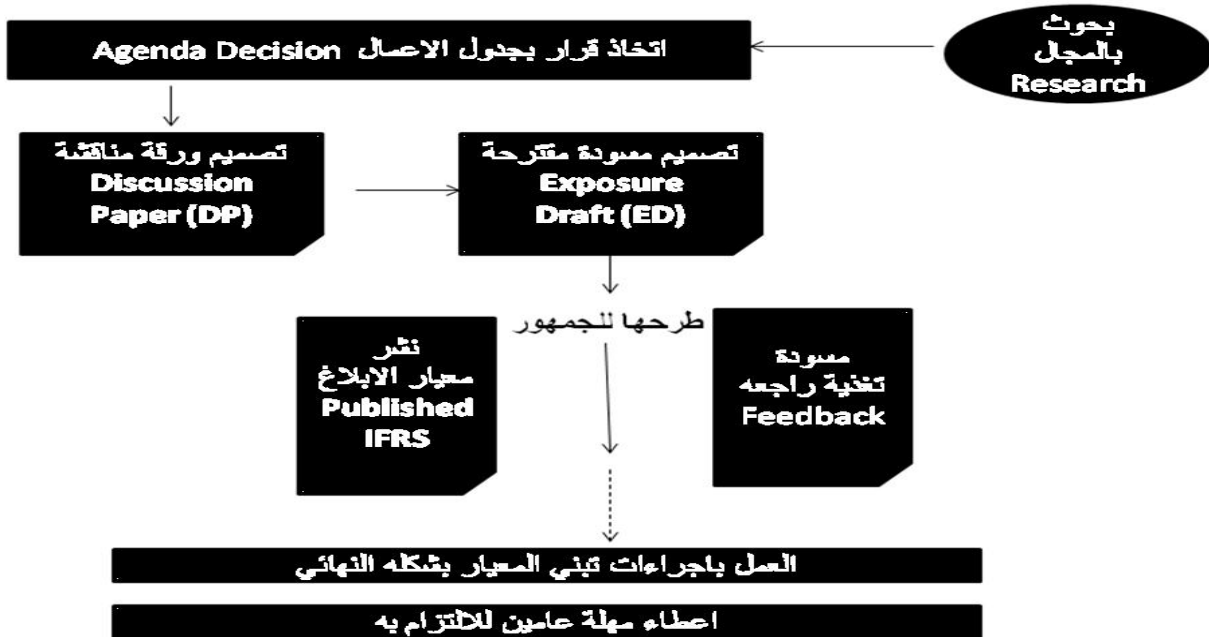 بحوث
بالمجال
Research
اتخاذ قرار بجدول الاعمال Agenda Decision
تصميم ورقة مناقشة
Discussion
Paper (DP)
تصميم مسودة مقترحة
Exposure
Draft (ED)
طرحها للجمهور
مسودة
تغذية راجعه
Feedback
نشر
معيار الابلاغ
Published
IFRS
العمل باجراءات تبني المعيار بشكله النهائي
اعطاء مهلة عامين للالتزام به